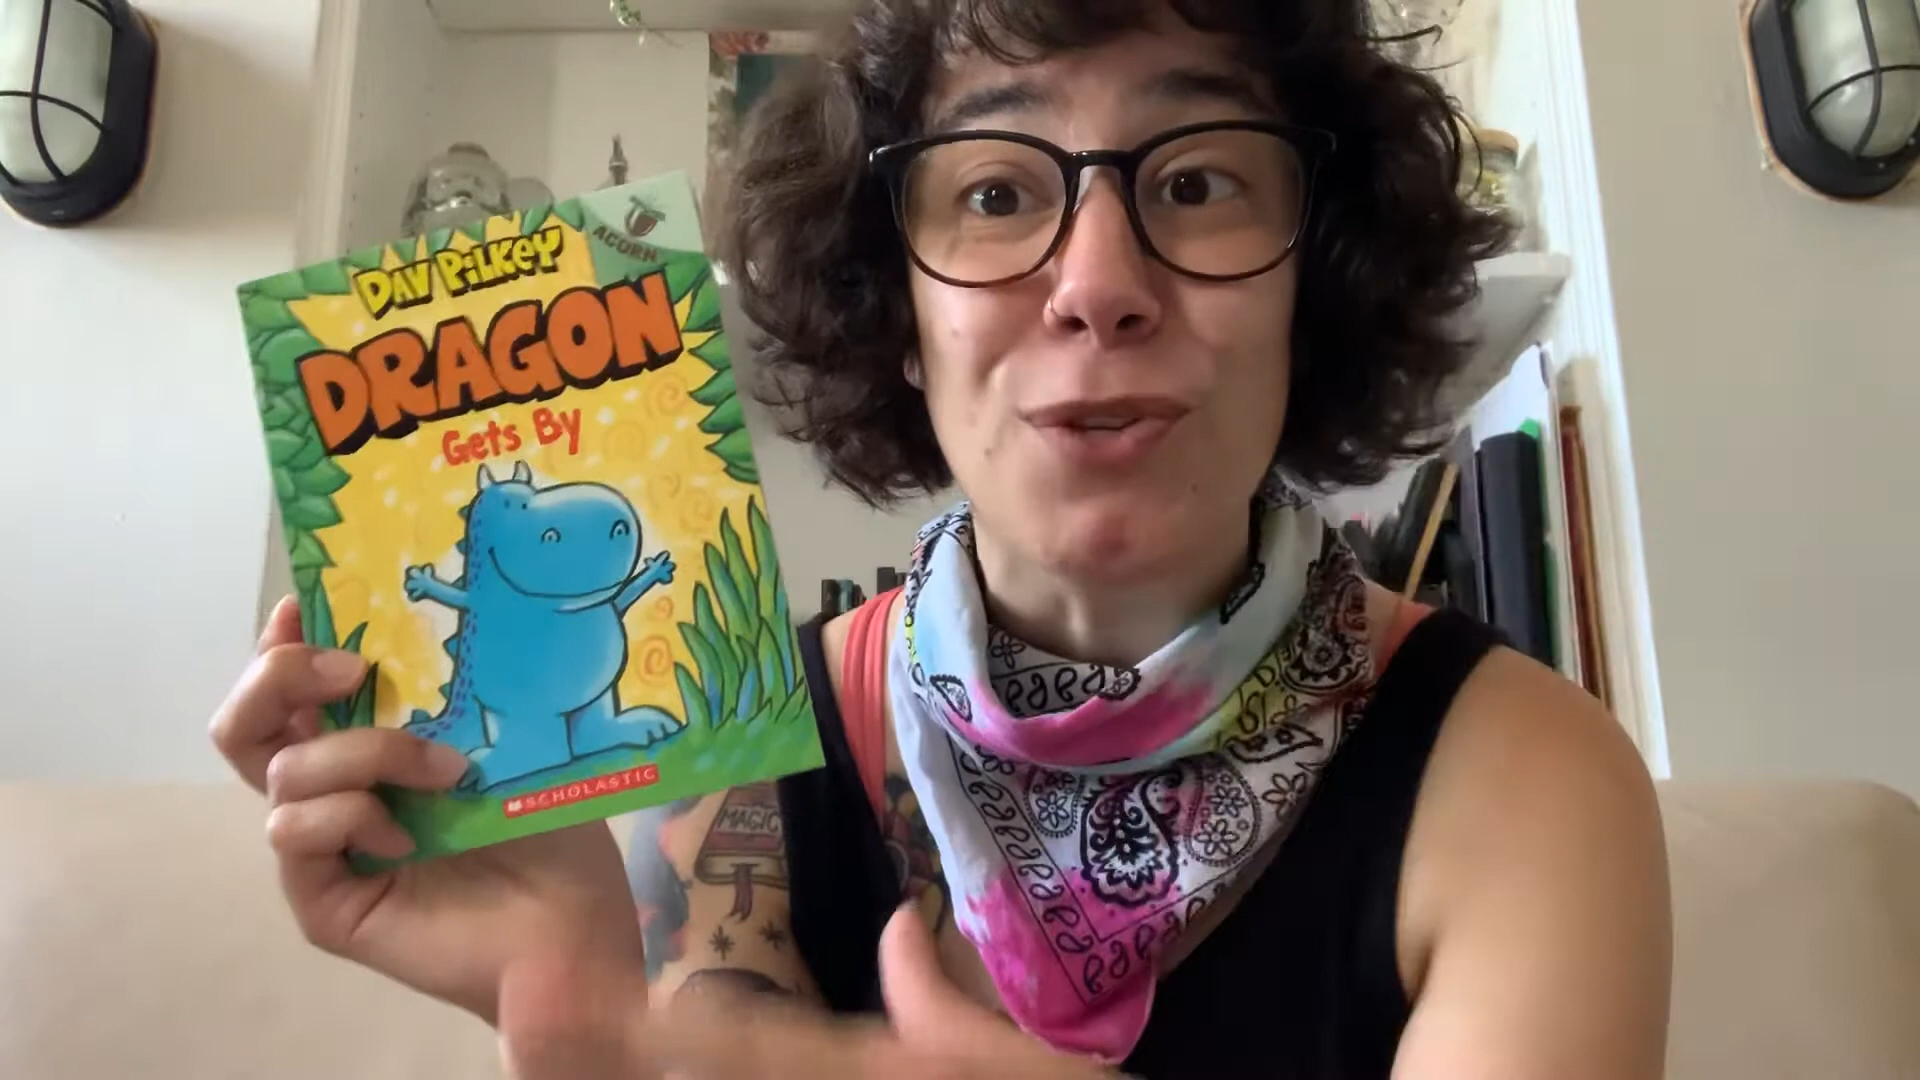 ACORN
DAV PiLKEY
DRAGON
Gets By
SCHOLASTIC
MAGIC